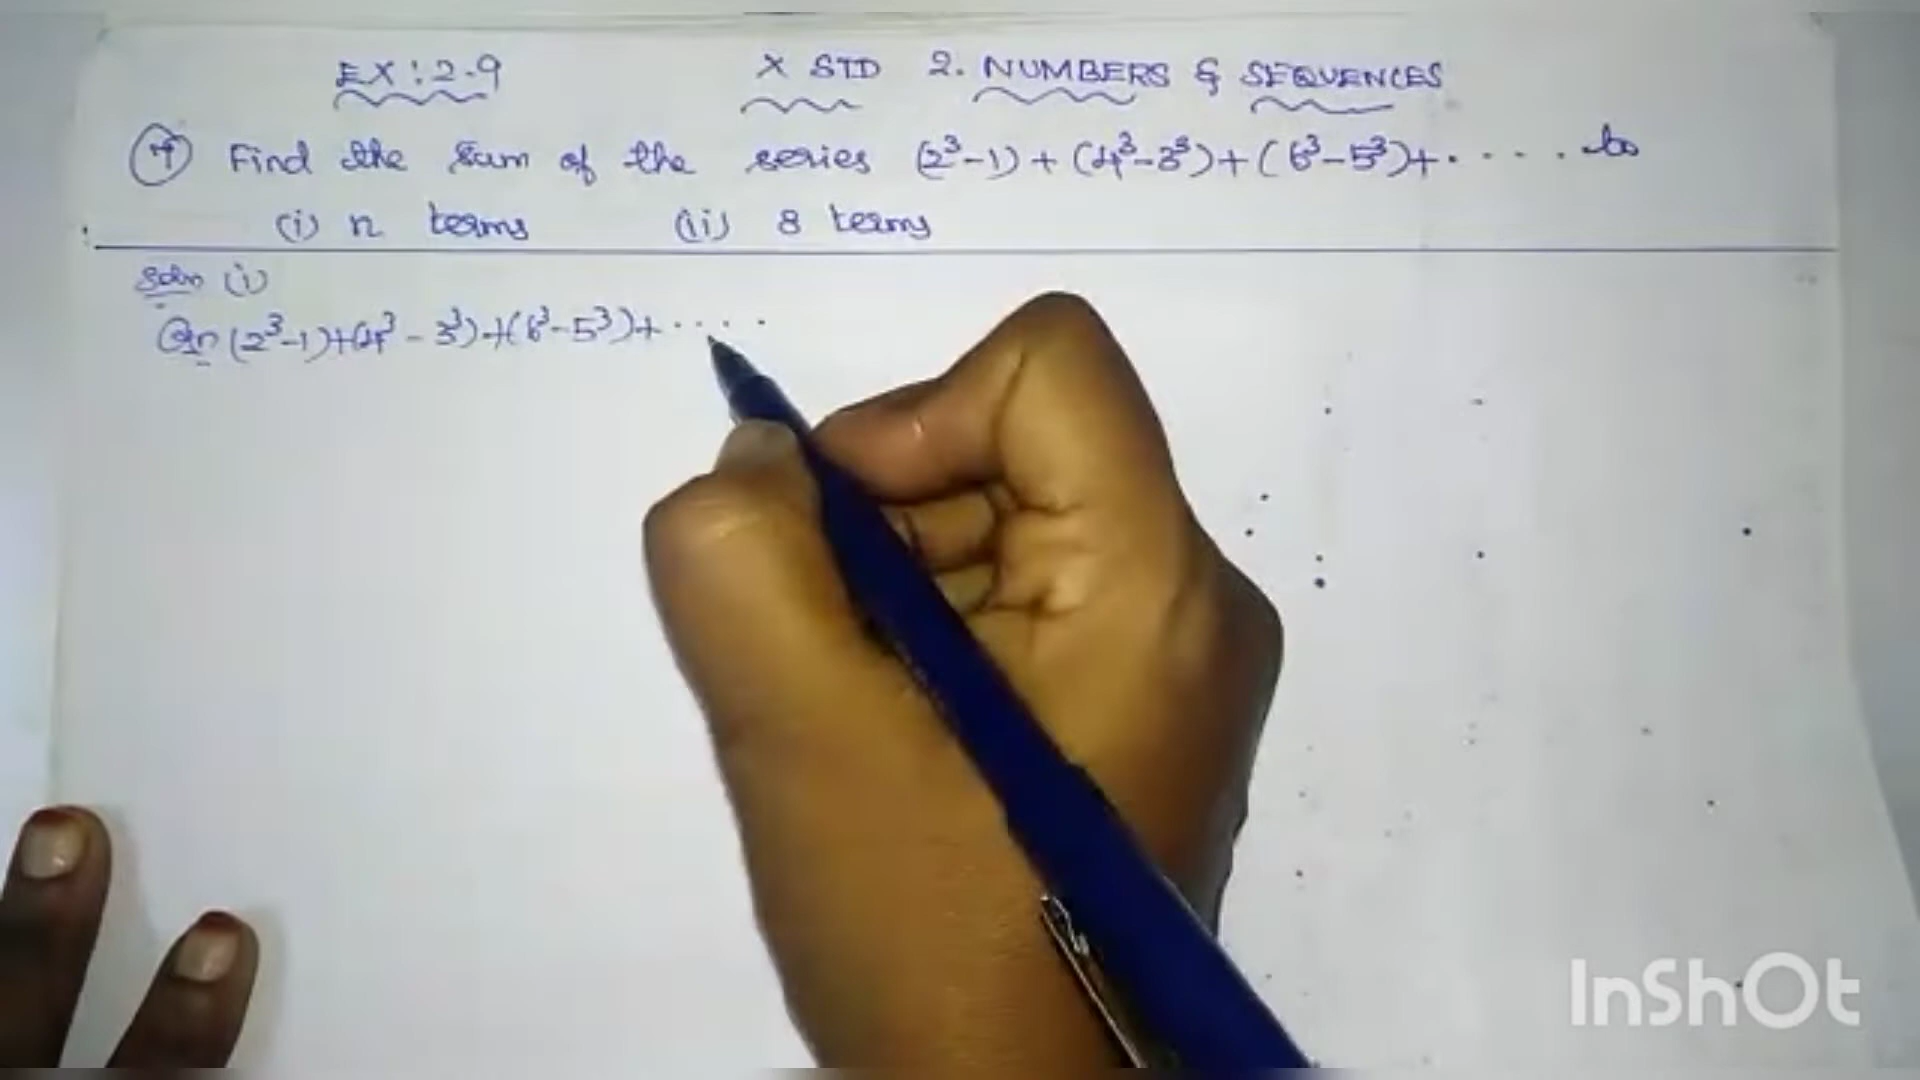 EX: 2.9 X STD 2. NUMBERS & SEQUENCES
7 Find the sum of the series (2³-1)+(4³-3³)+(6³-5³)+..... to
(i) n terms (ii) 8 terms
Soln (i)
Gn (2³-1)+(4³-3³)+(6³-5³)+....
InShOt